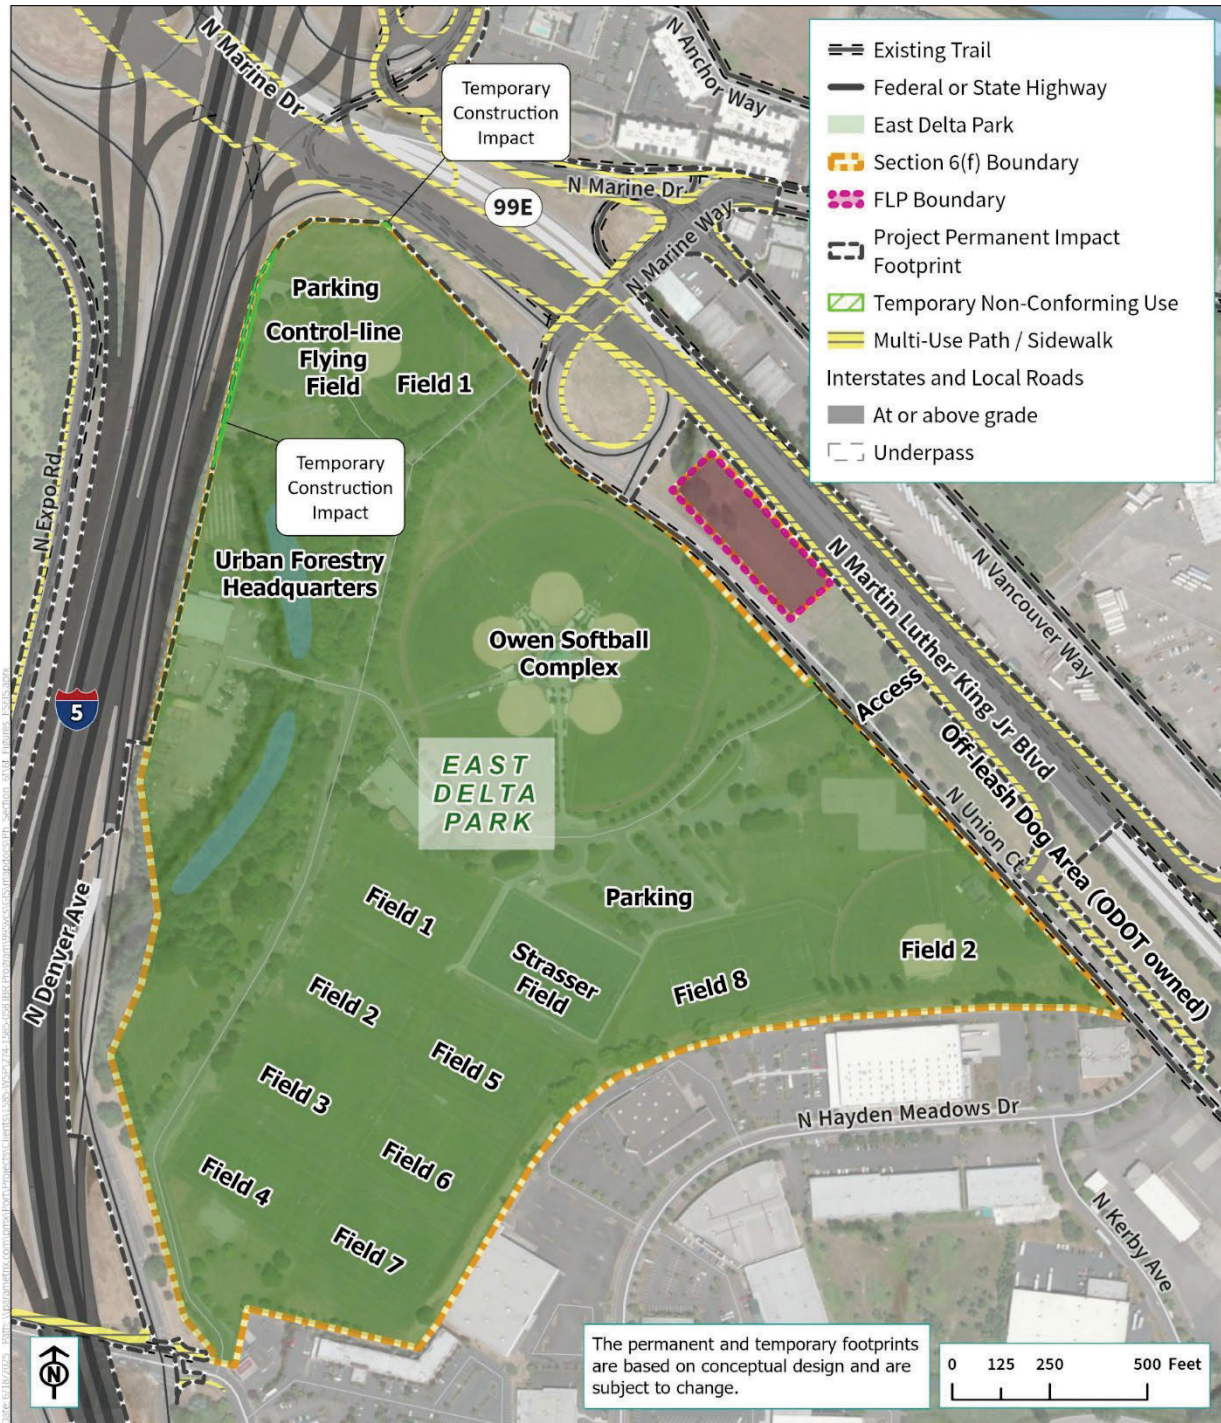 N Marine Dr
Temporary
Construction
Impact
N Anchor Way
N Marine Dr
99E
N Marine Way
Existing Trail
Federal or State Highway
East Delta Park
Section 6(f) Boundary
FLP Boundary
Project Permanent Impact
Footprint
Temporary Non-Conforming Use
Multi-Use Path / Sidewalk
Interstates and Local Roads
At or above grade
Underpass
Parking
Control-line
Flying
Field
Field 1
Temporary
Construction
Impact
N Expo Rd
Urban Forestry
Headquarters
Owen Softball
Complex
N Vancouver Way
N Martin Luther King Jr Blvd
Access
Off-leash Dog Area (ODOT owned)
N Union Ct
5
EAST
DELTA
PARK
N Denver Ave
Parking
Field 1
Strasser
Field
Field 2
Field 8
Field 2
Field 3
Field 5
Field 4
Field 6
Field 7
N Hayden Meadows Dr
N Kerby Ave
The permanent and temporary footprints
are based on conceptual design and are
subject to change.
0 125 250 500 Feet
N